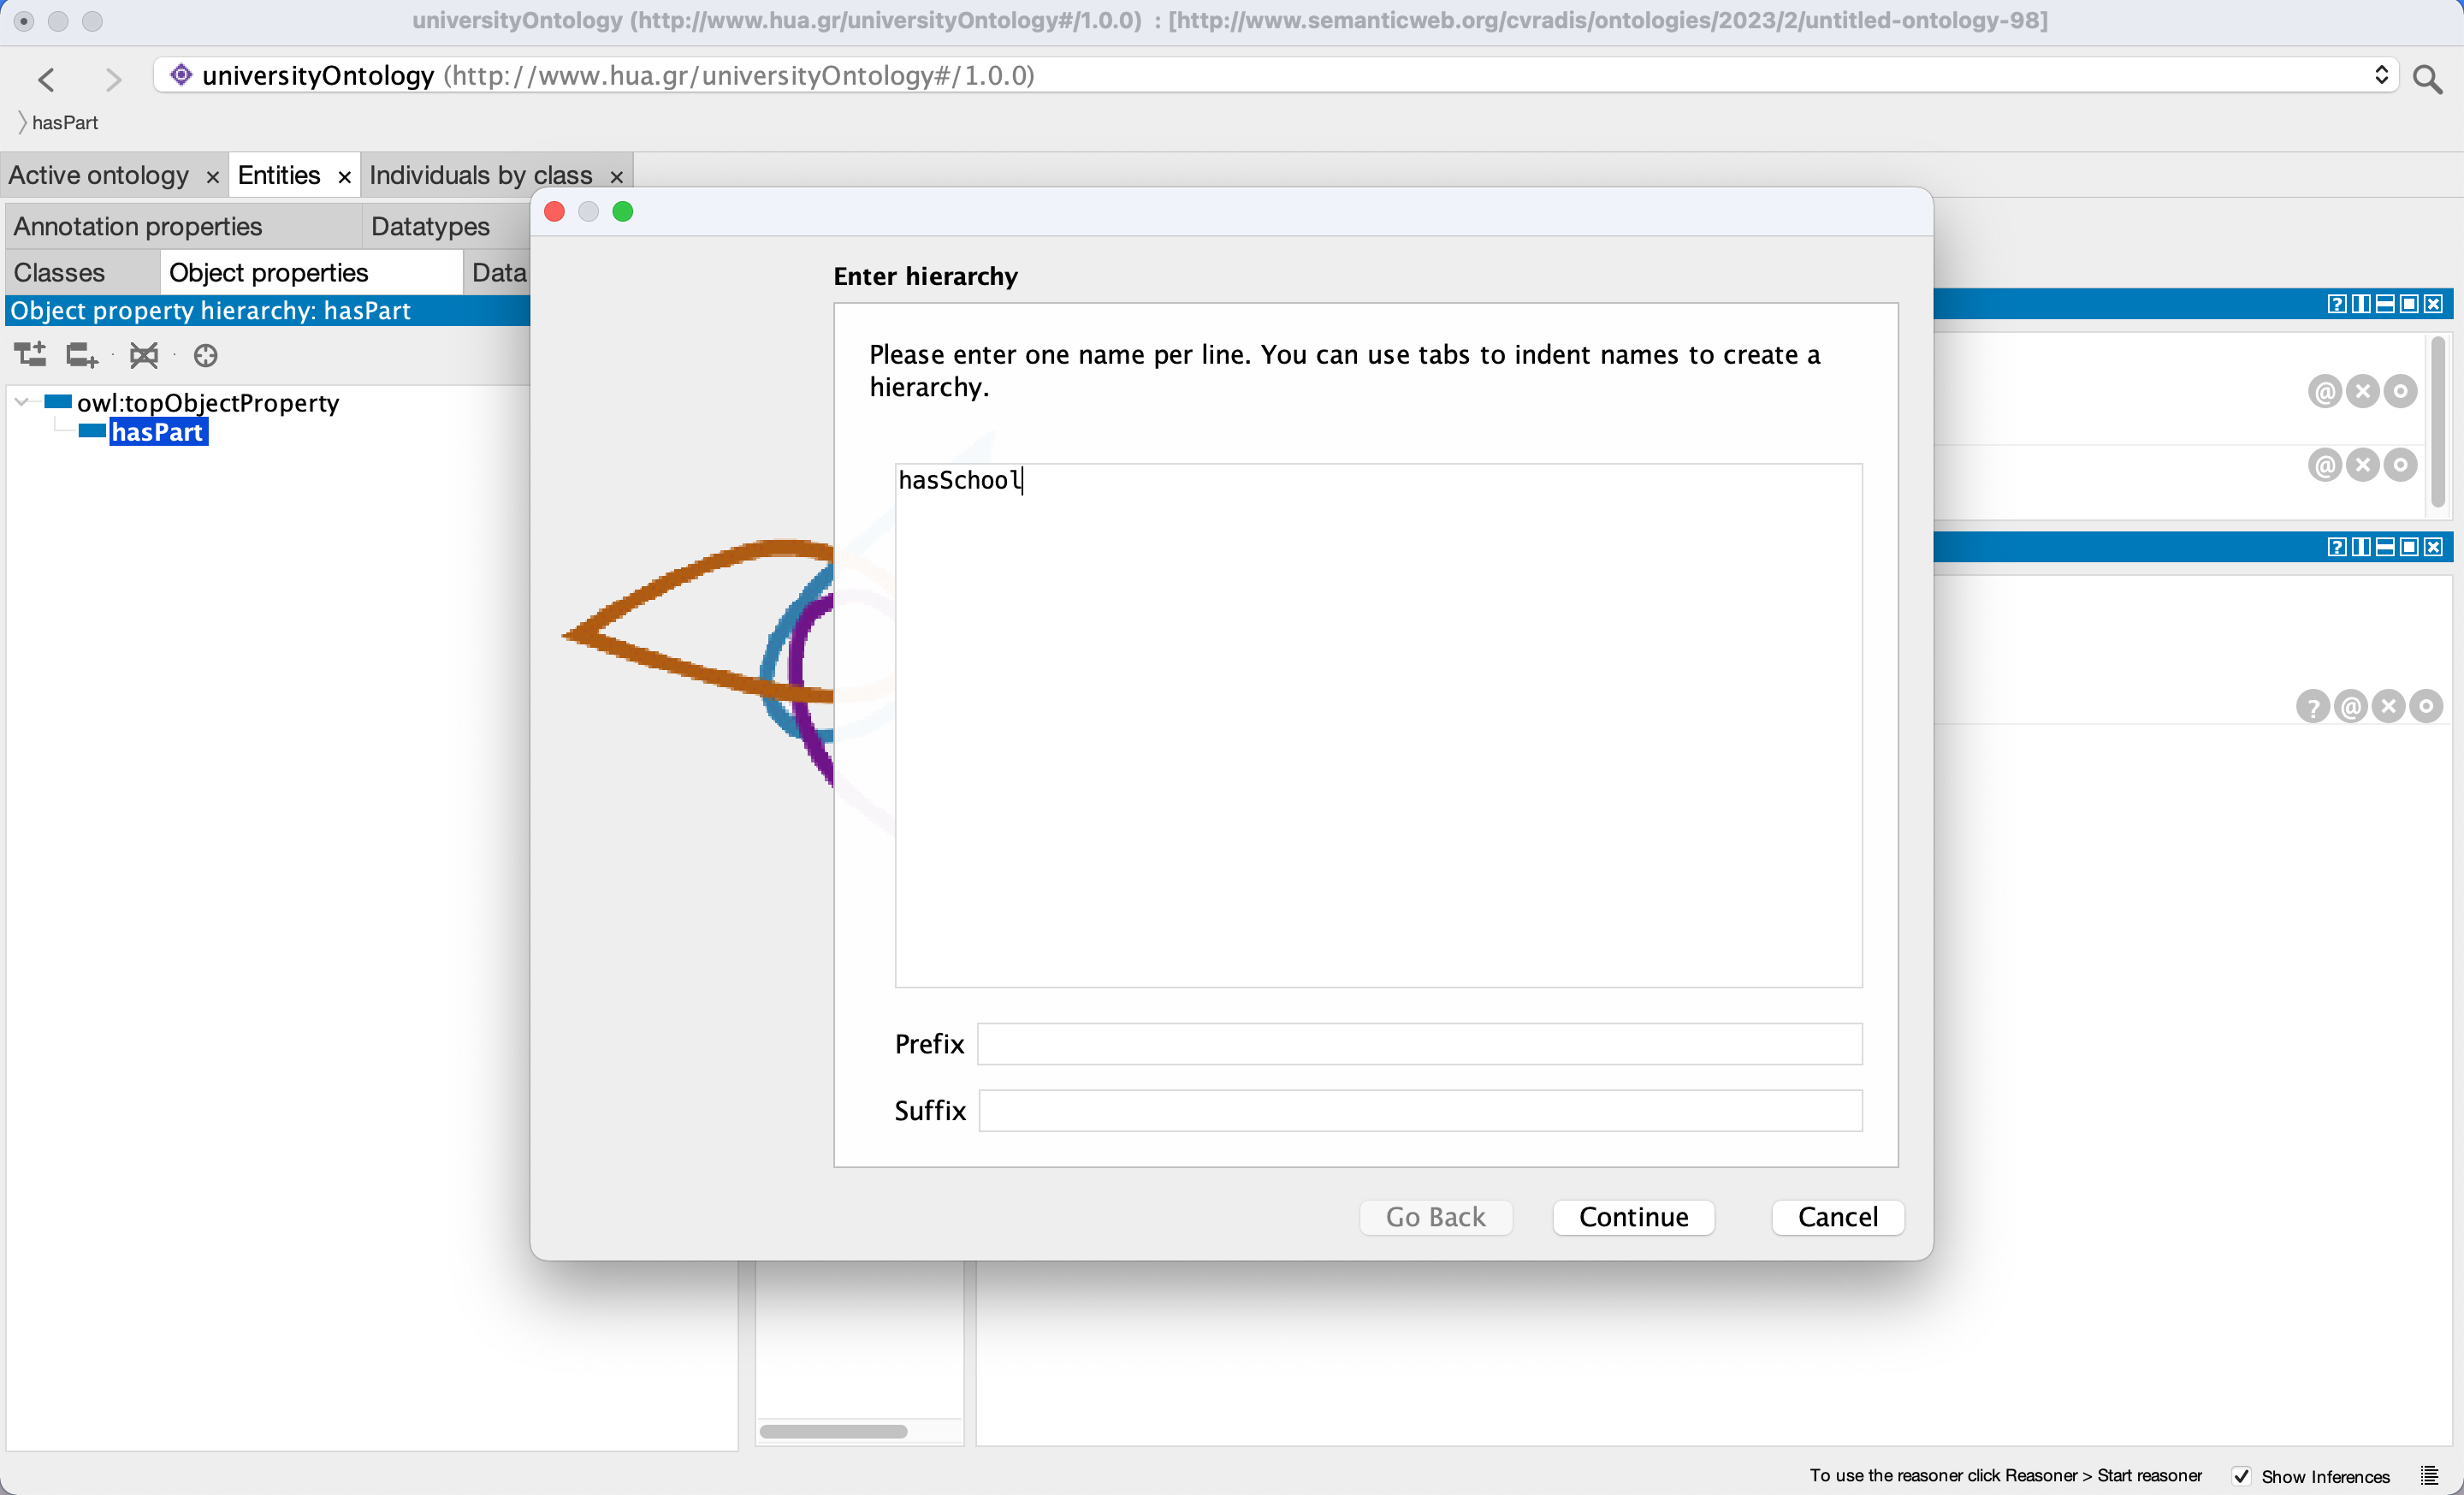 universityOntology (http://www.hua.gr/universityOntology#/1.0.0)  : [http://www.semanticweb.org/cvradis/ontologies/2023/2/untitled-ontology-98]
universityOntology (http://www.hua.gr/universityOntology#/1.0.0)
hasPart
Active ontology × Entities × Individuals by class ×
Annotation properties Datatypes
Classes Object properties Data
Object property hierarchy: hasPart
owl:topObjectProperty
hasPart
Enter hierarchy
Please enter one name per line. You can use tabs to indent names to create a
hierarchy.
hasSchool
Prefix
Suffix
Go Back Continue Cancel
To use the reasoner click Reasoner > Start reasoner Show Inferences